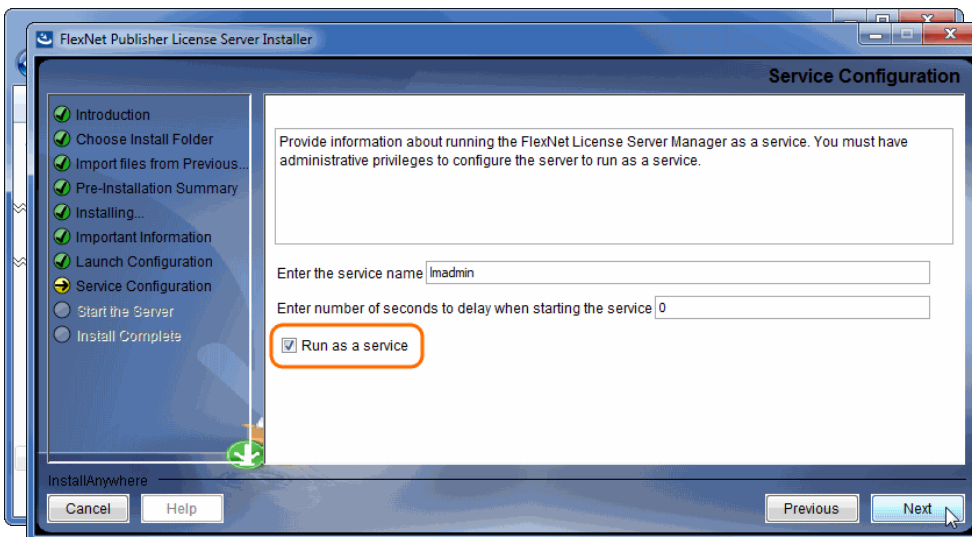 FlexNet Publisher License Server Installer
Service Configuration
Introduction
Choose Install Folder
Import files from Previous...
Pre-Installation Summary
Installing...
Important Information
Launch Configuration
Service Configuration
Start the Server
Install Complete
Provide information about running the FlexNet License Server Manager as a service. You must have
administrative privileges to configure the server to run as a service.
Enter the service name lmadmin
Enter number of seconds to delay when starting the service 0
Run as a service
InstallAnywhere
Cancel Help Previous Next